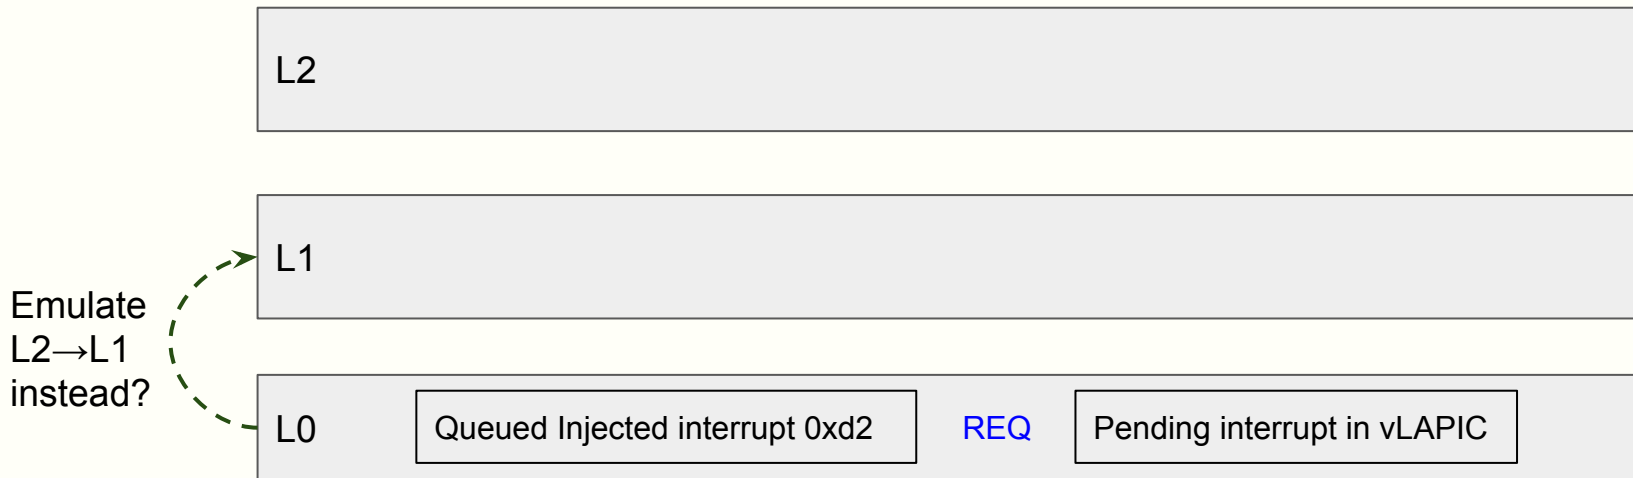 L2
L1
Emulate
L2→L1
instead?
L0
Queued Injected interrupt 0xd2
REQ
Pending interrupt in vLAPIC